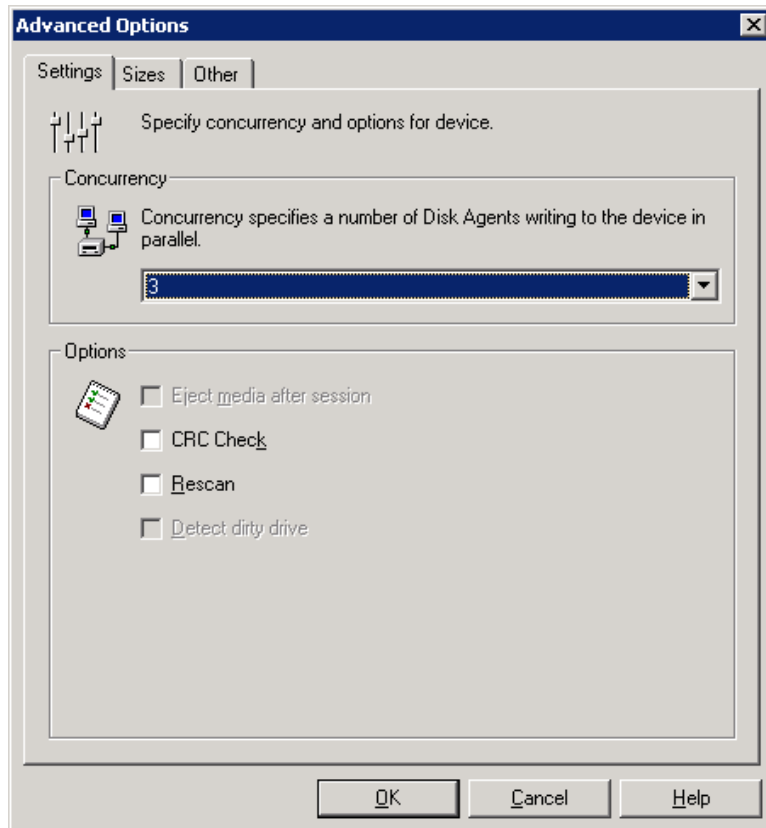 Advanced Options
Settings Sizes Other
Specify concurrency and options for device.
Concurrency
Concurrency specifies a number of Disk Agents writing to the device in
parallel.
3
Options
Eject media after session
CRC Check
Rescan
Detect dirty drive
OK Cancel Help